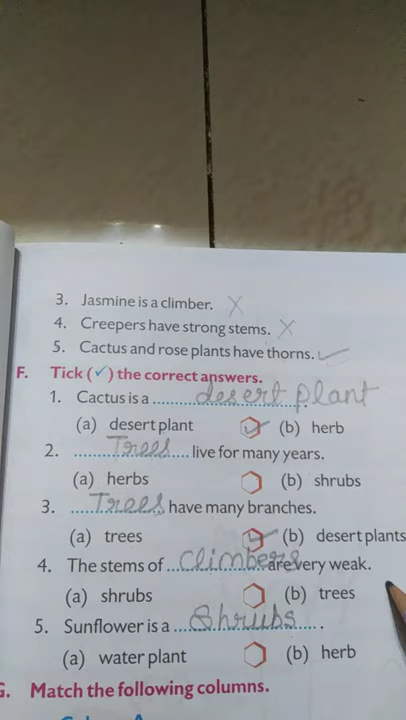 3. Jasmine is a climber. X
4. Creepers have strong stems. X
5. Cactus and rose plants have thorns. ✓
F. Tick (✓) the correct answers.
1. Cactus is a ........ desert plant
(a) desert plant ✓ (b) herb
2. ........ Trees ........ live for many years.
(a) herbs (b) shrubs
3. ........ Trees have many branches.
(a) trees ✓ (b) desert plants
4. The stems of ........ climbers are very weak.
(a) shrubs (b) trees
5. Sunflower is a ........ Shrubs ........ .
(a) water plant (b) herb
G. Match the following columns.